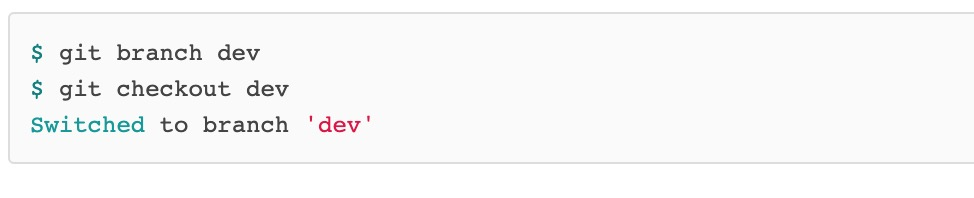 $ git branch dev
$ git checkout dev
Switched to branch 'dev'